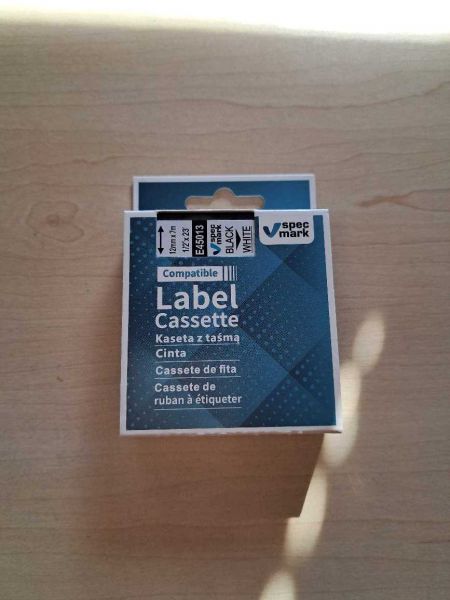 12mm x 7m
1/2"x 23'
E45013
spec
mark
BLACK
WHITE
spec
mark
Compatible
Label
Cassette
Kaseta z taśmą
Cinta
Cassete de fita
Cassete de
ruban à étiqueter